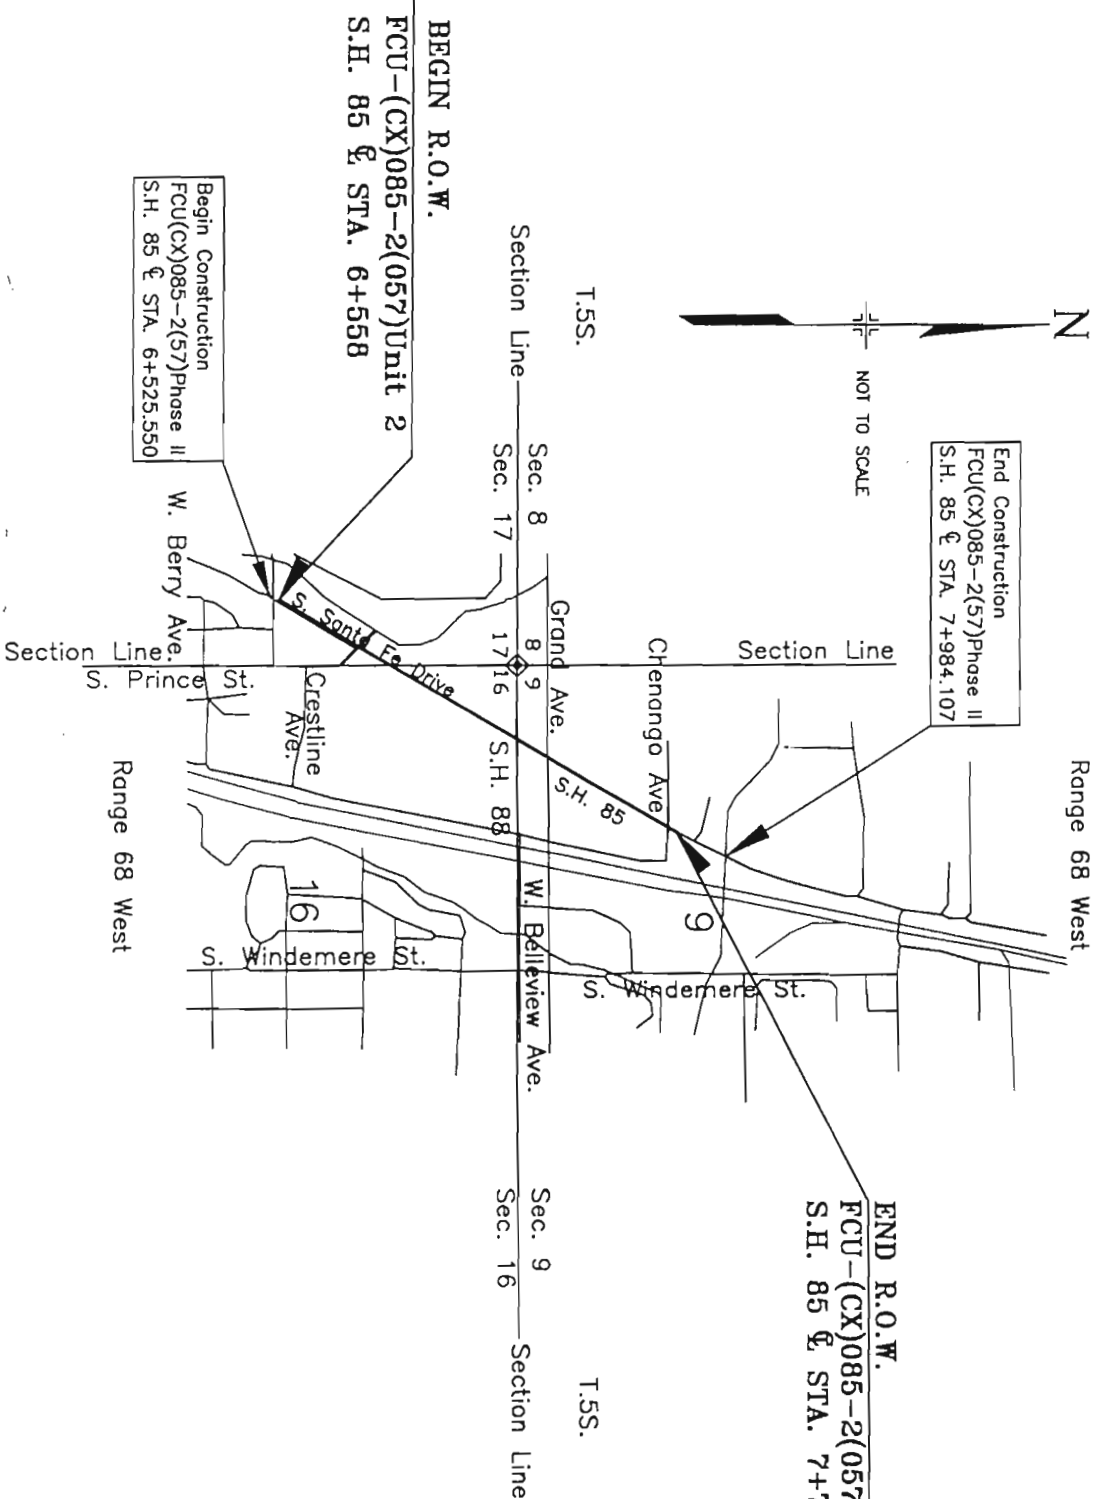 BEGIN R.O.W.
FCU-(CX)085-2(057)Unit 2
S.H. 85 ℄ STA. 6+558
Begin Construction
FCU(CX)085-2(57)Phase II
S.H. 85 ℄ STA. 6+525.550
N
NOT TO SCALE
End Construction
FCU(CX)085-2(57)Phase II
S.H. 85 ℄ STA. 7+984.107
T.5S.
Section Line
Sec. 8
Sec. 17
8
9
17
16
Section Line
Section Line
W. Berry Ave.
S. Prince St.
Crestline
Ave.
S. Santa Fe Drive
Grand Ave.
Chenango Ave
S.H. 85
S.H. 88
W. Belleview Ave.
Range 68 West
Range 68 West
16
9
S. Windemere St.
S. Windemere St.
Sec. 9
Sec. 16
Section Line
T.5S.
END R.O.W.
FCU-(CX)085-2(057
S.H. 85 ℄ STA. 7+